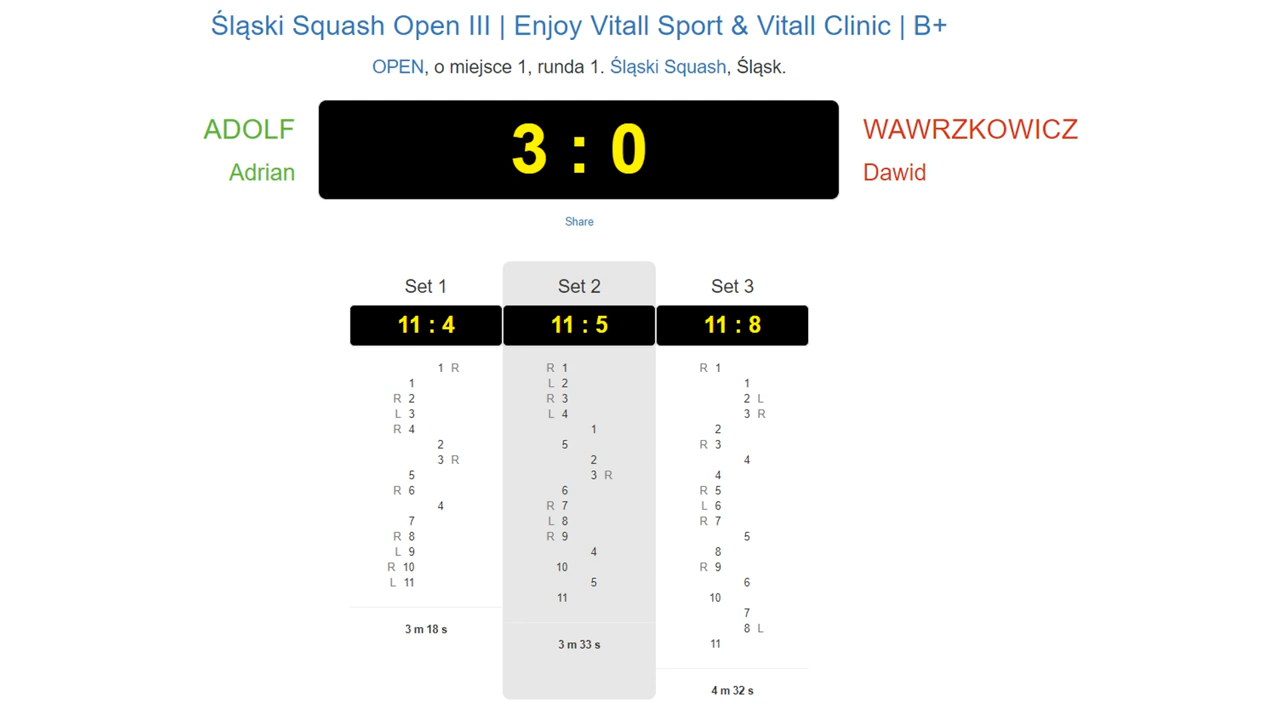 Śląski Squash Open III | Enjoy Vitall Sport & Vitall Clinic | B+
OPEN, o miejsce 1, runda 1. Śląski Squash, Śląsk.
ADOLF
Adrian
3 : 0
WAWRZKOWICZ
Dawid
Share
Set 1
11 : 4
1 R
1
R 2
L 3
R 4
2
3 R
5
R 6
4
7
R 8
L 9
R 10
L 11
3 m 18 s
Set 2
11 : 5
R 1
L 2
R 3
L 4
1
5
2
3 R
6
R 7
L 8
R 9
4
10
5
11
3 m 33 s
Set 3
11 : 8
R 1
1
2 L
3 R
2
R 3
4
4
R 5
L 6
R 7
5
8
R 9
6
10
7
8 L
11
4 m 32 s